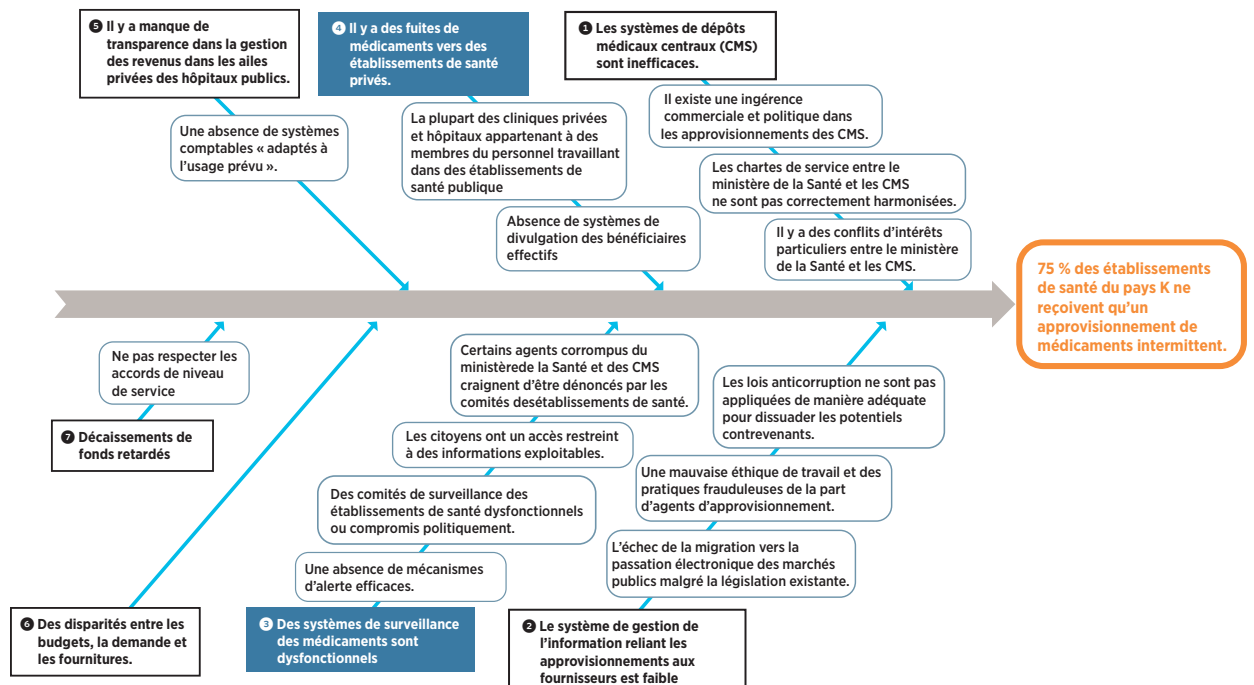 ❺ Il y a manque de
transparence dans la gestion
des revenus dans les ailes
privées des hôpitaux publics.
Une absence de systèmes
comptables « adaptés à
l'usage prévu ».
❹ Il y a des fuites de
médicaments vers des
établissements de santé
privés.
La plupart des cliniques privées
et hôpitaux appartenant à des
membres du personnel travaillant
dans des établissements de
santé publique
Absence de systèmes de
divulgation des bénéficiaires
effectifs
❶ Les systèmes de dépôts
médicaux centraux (CMS)
sont inefficaces.
Il existe une ingérence
commerciale et politique dans
les approvisionnements des CMS.
Les chartes de service entre le
ministère de la Santé et les CMS
ne sont pas correctement harmonisées.
Il y a des conflits d'intérêts
particuliers entre le ministère
de la Santé et les CMS.
75 % des établissements
de santé du pays K ne
reçoivent qu'un
approvisionnement de
médicaments intermittent.
Ne pas respecter les
accords de niveau
de service
❼ Décaissements de
fonds retardés
❻ Des disparités entre les
budgets, la demande et
les fournitures.
Certains agents corrompus du
ministèrede la Santé et des CMS
craignent d'être dénoncés par les
comités desétablissements de santé.
Les citoyens ont un accès restreint
à des informations exploitables.
Des comités de surveillance des
établissements de santé dysfonctionnels
ou compromis politiquement.
Une absence de mécanismes
d'alerte efficaces.
❸ Des systèmes de surveillance
des médicaments sont
dysfonctionnels
Les lois anticorruption ne sont pas
appliquées de manière adéquate
pour dissuader les potentiels
contrevenants.
Une mauvaise éthique de travail et des
pratiques frauduleuses de la part
d'agents d'approvisionnement.
L'échec de la migration vers la
passation électronique des marchés
publics malgré la législation existante.
❷ Le système de gestion de
l'information reliant les
approvisionnements aux
fournisseurs est faible